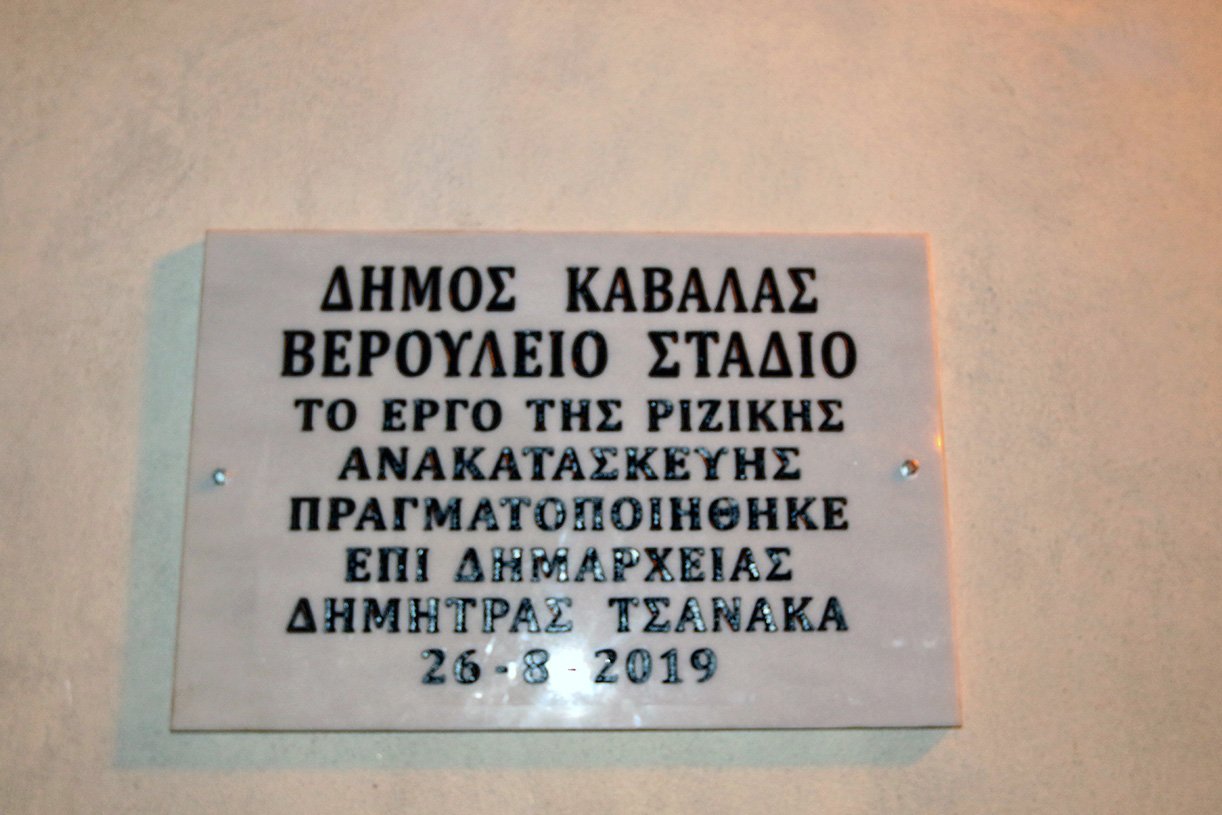 ΔΗΜΟΣ ΚΑΒΑΛΑΣ
ΒΕΡΟΥΛΕΙΟ ΣΤΑΔΙΟ
ΤΟ ΕΡΓΟ ΤΗΣ ΡΙΖΙΚΗΣ
ΑΝΑΚΑΤΑΣΚΕΥΗΣ
ΠΡΑΓΜΑΤΟΠΟΙΗΘΗΚΕ
ΕΠΙ ΔΗΜΑΡΧΕΙΑΣ
ΔΗΜΗΤΡΑΣ ΤΣΑΝΑΚΑ
26 - 8 - 2019